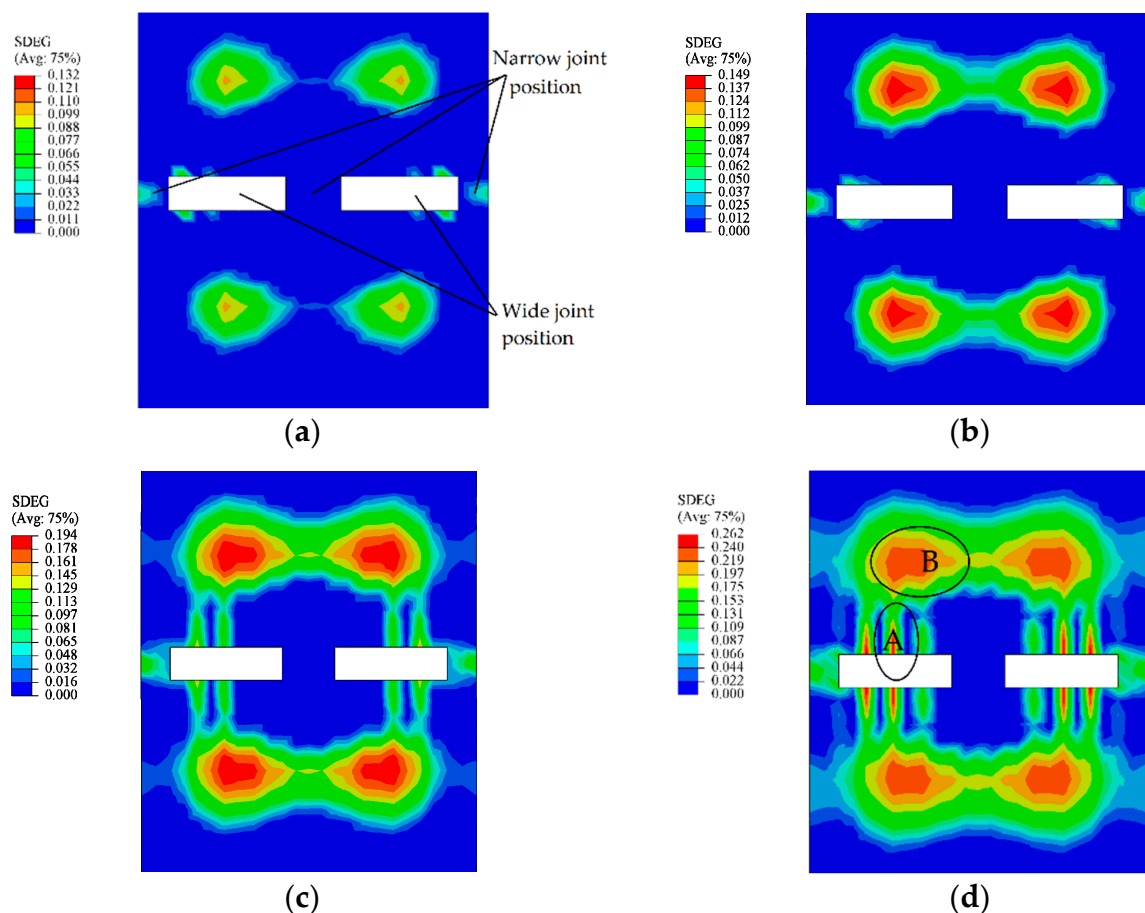 SDEG
(Avg: 75%)
0.132
0.121
0.110
0.099
0.088
0.077
0.066
0.055
0.044
0.033
0.022
0.011
0.000
Narrow joint
position
Wide joint
position
(a)
SDEG
(Avg: 75%)
0.149
0.137
0.124
0.112
0.099
0.087
0.074
0.062
0.050
0.037
0.025
0.012
0.000
(b)
SDEG
(Avg: 75%)
0.194
0.178
0.161
0.145
0.129
0.113
0.097
0.081
0.065
0.048
0.032
0.016
0.000
(c)
SDEG
(Avg: 75%)
0.262
0.240
0.219
0.197
0.175
0.153
0.131
0.109
0.087
0.066
0.044
0.022
0.000
B
A
(d)